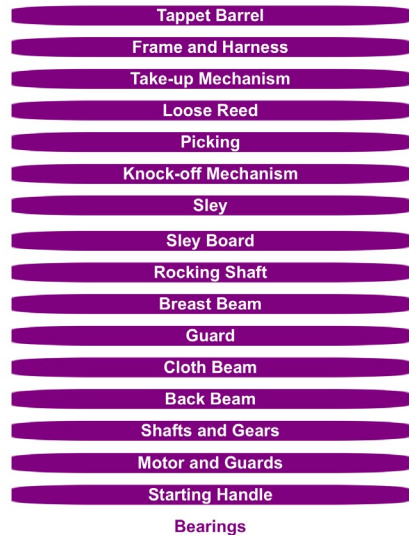 Tappet Barrel
Frame and Harness
Take-up Mechanism
Loose Reed
Picking
Knock-off Mechanism
Sley
Sley Board
Rocking Shaft
Breast Beam
Guard
Cloth Beam
Back Beam
Shafts and Gears
Motor and Guards
Starting Handle
Bearings